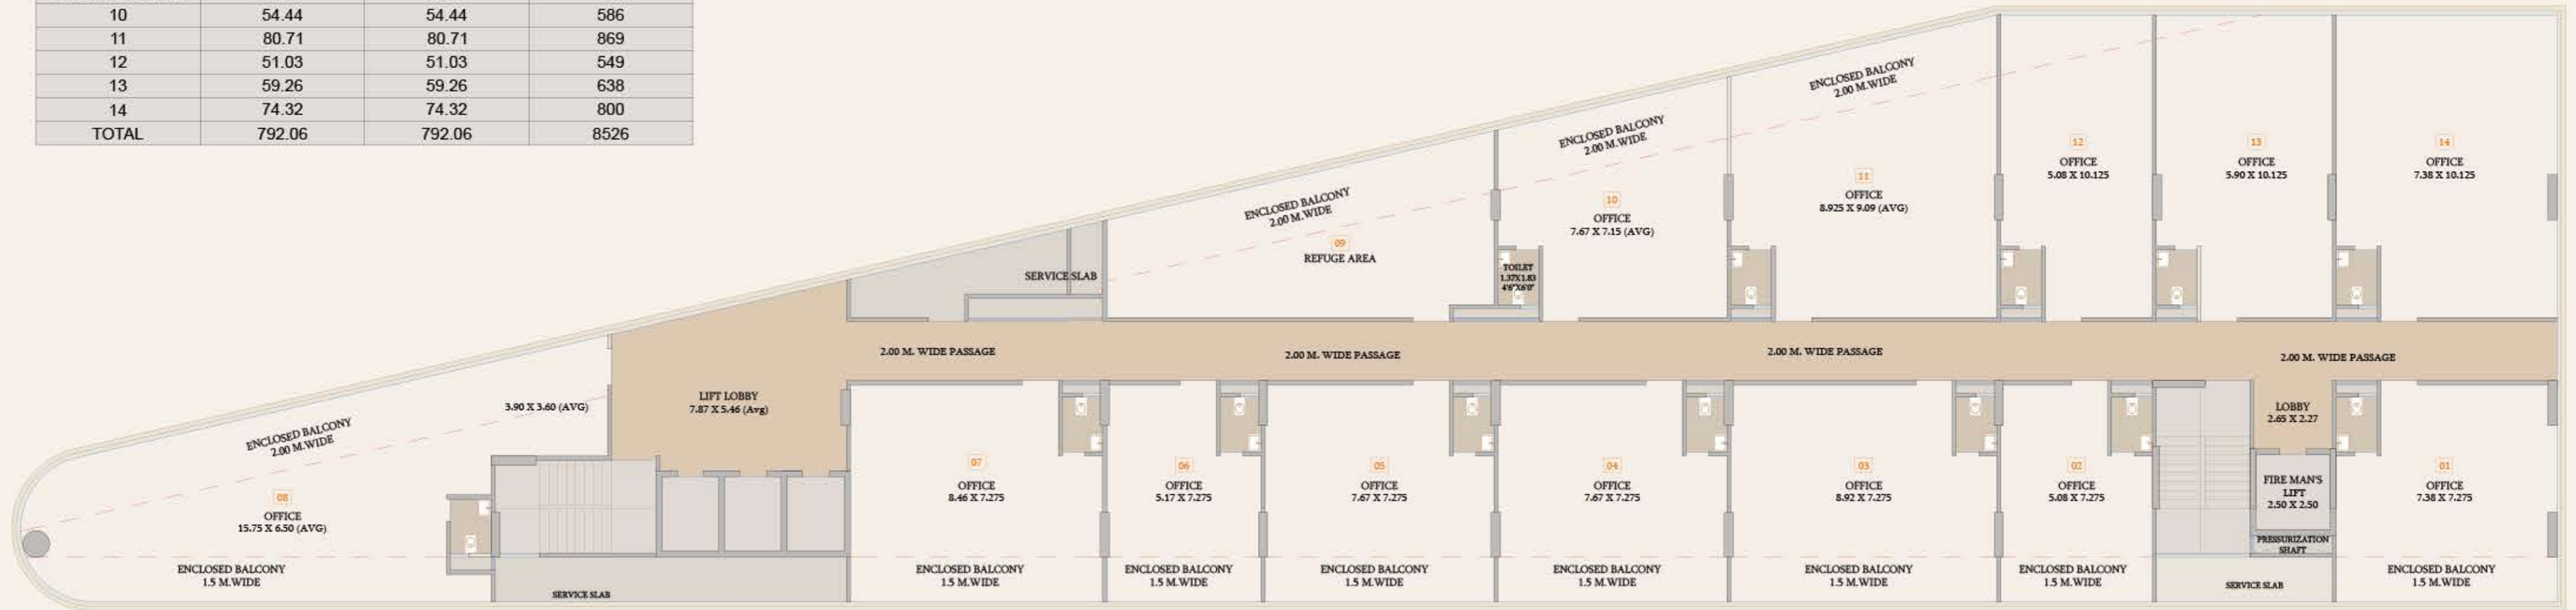 10 54.44 54.44 586
11 80.71 80.71 869
12 51.03 51.03 549
13 59.26 59.26 638
14 74.32 74.32 800
TOTAL 792.06 792.06 8526
ENCLOSED BALCONY
2.00 M.WIDE
12
OFFICE
5.08 X 10.125
13
OFFICE
5.90 X 10.125
14
OFFICE
7.38 X 10.125
ENCLOSED BALCONY
2.00 M.WIDE
11
OFFICE
8.925 X 9.09 (AVG)
ENCLOSED BALCONY
2.00 M.WIDE
10
OFFICE
7.67 X 7.15 (AVG)
09
REFUGE AREA
TOILET
1.37X1.83
4'6"X6'0"
SERVICE SLAB
2.00 M. WIDE PASSAGE
2.00 M. WIDE PASSAGE
2.00 M. WIDE PASSAGE
2.00 M. WIDE PASSAGE
LIFT LOBBY
7.87 X 5.46 (Avg)
3.90 X 3.60 (AVG)
ENCLOSED BALCONY
2.00 M.WIDE
08
OFFICE
15.75 X 6.50 (AVG)
07
OFFICE
8.46 X 7.275
06
OFFICE
5.17 X 7.275
05
OFFICE
7.67 X 7.275
04
OFFICE
7.67 X 7.275
03
OFFICE
8.92 X 7.275
02
OFFICE
5.08 X 7.275
LOBBY
2.65 X 2.27
FIRE MAN'S
LIFT
2.50 X 2.50
PRESSURIZATION
SHAFT
01
OFFICE
7.38 X 7.275
ENCLOSED BALCONY
1.5 M.WIDE
SERVICE SLAB
ENCLOSED BALCONY
1.5 M.WIDE
ENCLOSED BALCONY
1.5 M.WIDE
ENCLOSED BALCONY
1.5 M.WIDE
ENCLOSED BALCONY
1.5 M.WIDE
ENCLOSED BALCONY
1.5 M.WIDE
ENCLOSED BALCONY
1.5 M.WIDE
SERVICE SLAB
ENCLOSED BALCONY
1.5 M.WIDE